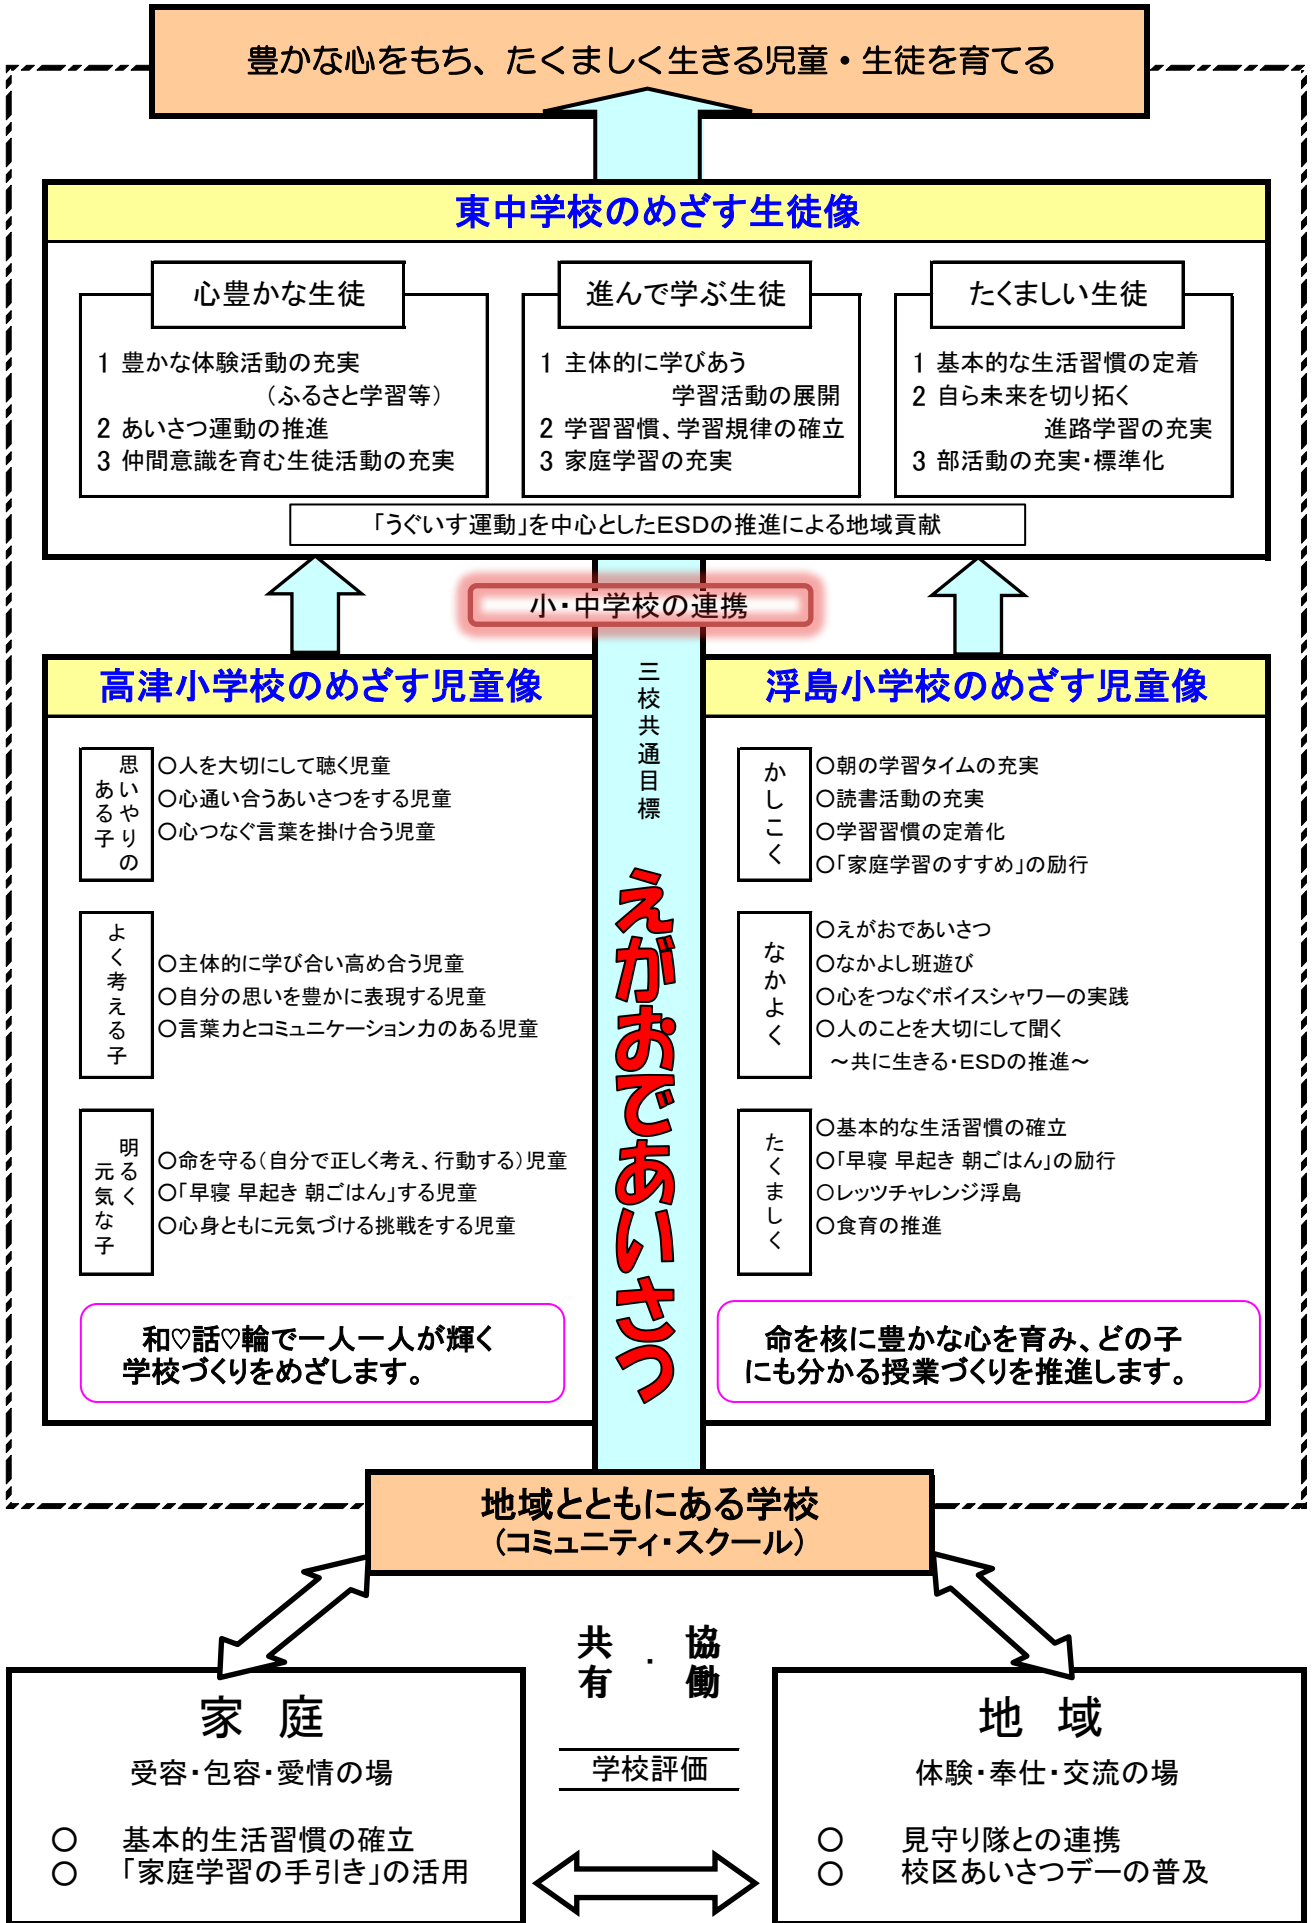 豊かな心をもち、たくましく生きる児童・生徒を育てる
東中学校のめざす生徒像
心豊かな生徒
1 豊かな体験活動の充実
（ふるさと学習等）
2 あいさつ運動の推進
3 仲間意識を育む生徒活動の充実
進んで学ぶ生徒
1 主体的に学びあう
学習活動の展開
2 学習習慣、学習規律の確立
3 家庭学習の充実
たくましい生徒
1 基本的な生活習慣の定着
2 自ら未来を切り拓く
進路学習の充実
3 部活動の充実・標準化
「うぐいす運動」を中心としたESDの推進による地域貢献
小・中学校の連携
高津小学校のめざす児童像
思いやりの
ある子
○人を大切にして聴く児童
○心通い合うあいさつをする児童
○心つなぐ言葉を掛け合う児童
よく考える子
○主体的に学び合い高め合う児童
○自分の思いを豊かに表現する児童
○言葉力とコミュニケーション力のある児童
明るく
元気な子
○命を守る（自分で正しく考え、行動する）児童
○「早寝 早起き 朝ごはん」する児童
○心身ともに元気づける挑戦をする児童
和♡話♡輪で一人一人が輝く
学校づくりをめざします。
三校共通目標
えがおであいさつ
浮島小学校のめざす児童像
かしこく
○朝の学習タイムの充実
○読書活動の充実
○学習習慣の定着化
○「家庭学習のすすめ」の励行
なかよく
○えがおであいさつ
○なかよし班遊び
○心をつなぐボイスシャワーの実践
○人のことを大切にして聞く
～共に生きる・ESDの推進～
たくましく
○基本的な生活習慣の確立
○「早寝 早起き 朝ごはん」の励行
○レッツチャレンジ浮島
○食育の推進
命を核に豊かな心を育み、どの子
にも分かる授業づくりを推進します。
地域とともにある学校
（コミュニティ・スクール）
共有・協働
学校評価
家 庭
受容・包容・愛情の場
○ 基本的生活習慣の確立
○ 「家庭学習の手引き」の活用
地 域
体験・奉仕・交流の場
○ 見守り隊との連携
○ 校区あいさつデーの普及